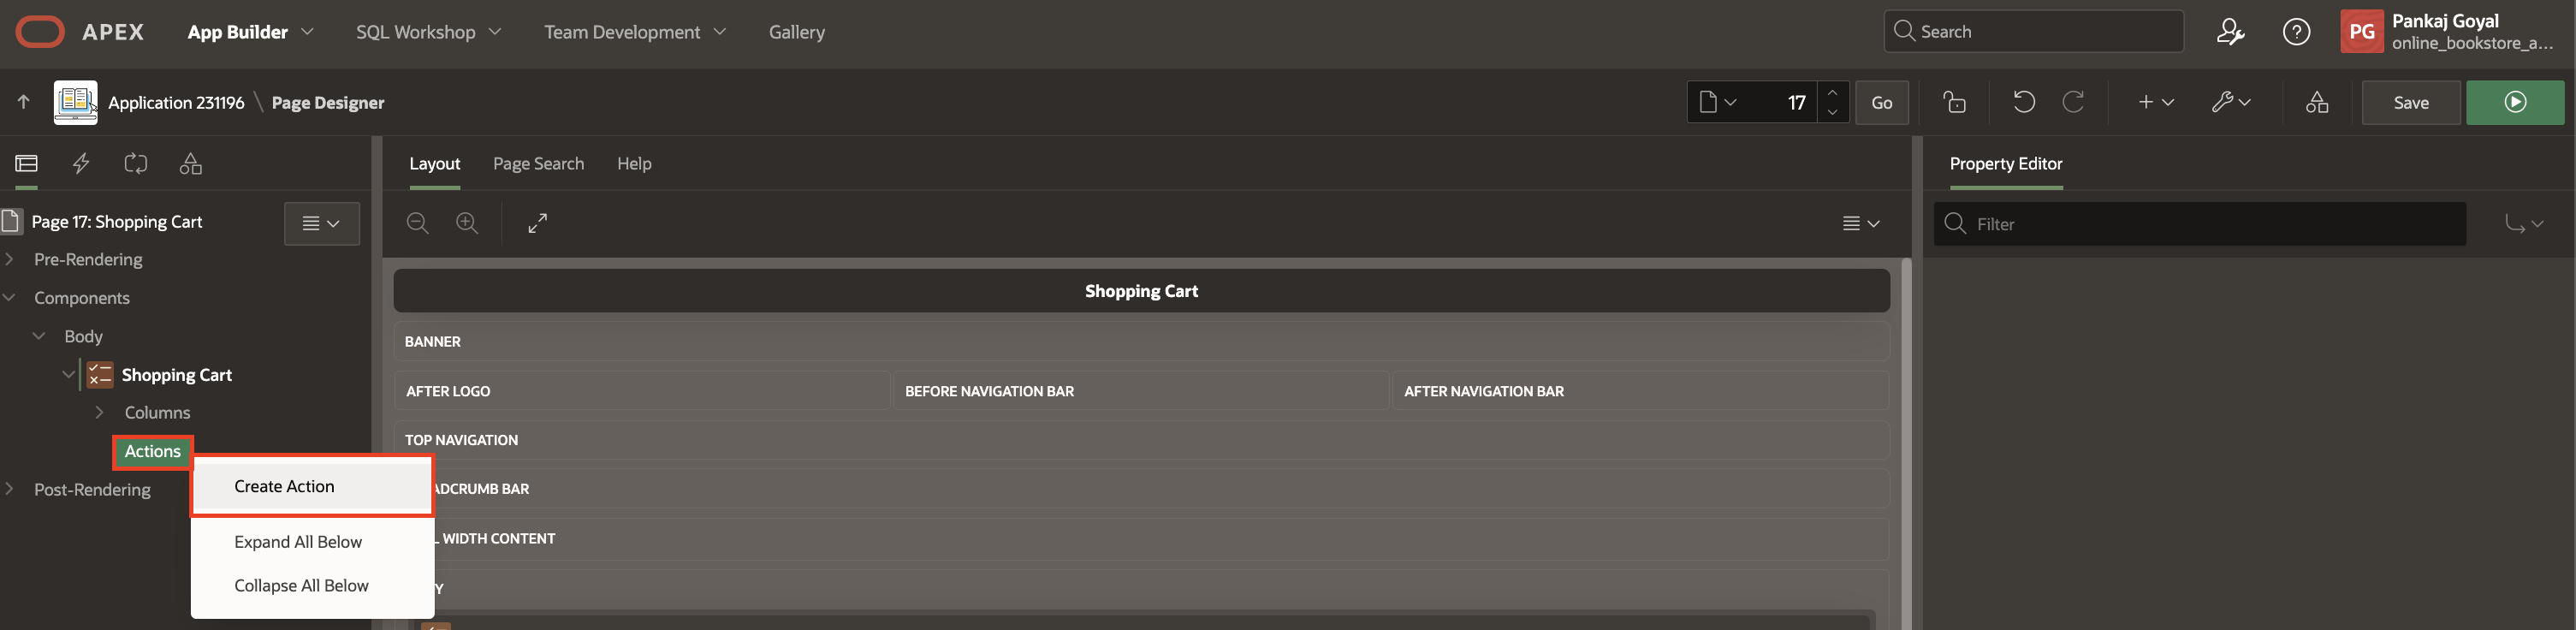 APEX App Builder SQL Workshop Team Development Gallery Search PG Pankaj Goyal
online_bookstore_a...
Application 231196 \ Page Designer 17 Go Save
Layout Page Search Help Property Editor
Page 17: Shopping Cart
Filter
Pre-Rendering
Components
Body
Shopping Cart
Columns
Actions
Post-Rendering
Create Action
Expand All Below
Collapse All Below
Shopping Cart
BANNER
AFTER LOGO BEFORE NAVIGATION BAR AFTER NAVIGATION BAR
TOP NAVIGATION
ADCRUMB BAR
L WIDTH CONTENT
Y